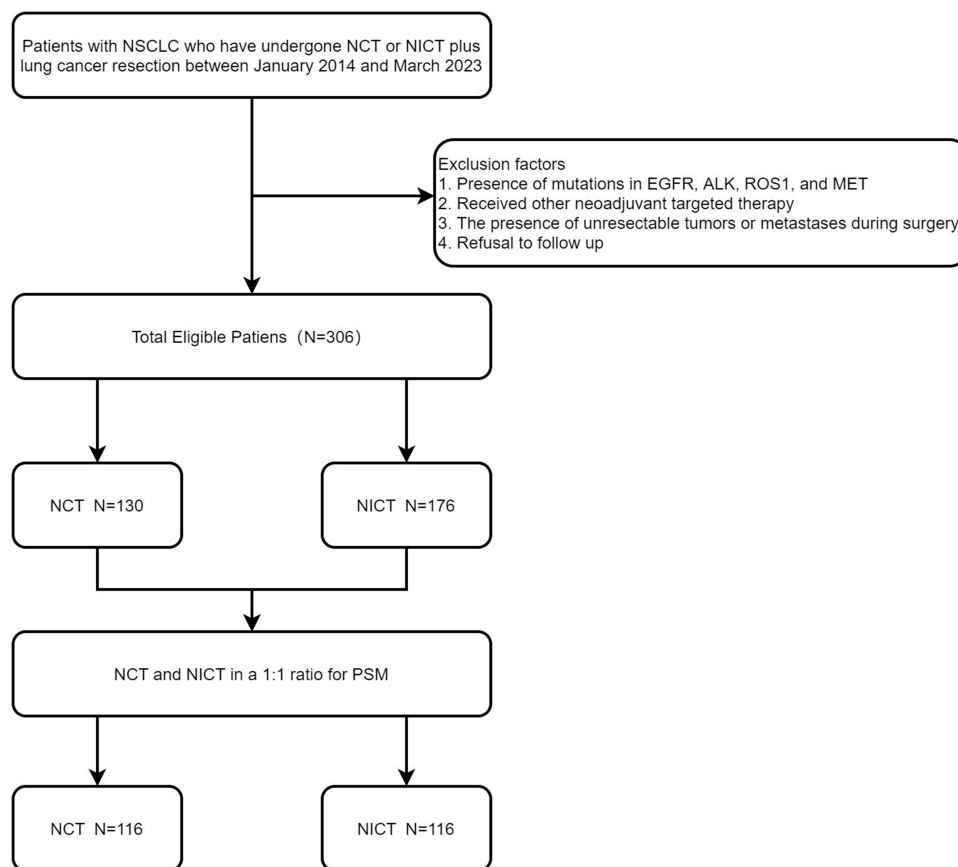 Patients with NSCLC who have undergone NCT or NICT plus
lung cancer resection between January 2014 and March 2023
Exclusion factors
1. Presence of mutations in EGFR, ALK, ROS1, and MET
2. Received other neoadjuvant targeted therapy
3. The presence of unresectable tumors or metastases during surgery
4. Refusal to follow up
Total Eligible Patiens（N=306）
NCT N=130
NICT N=176
NCT and NICT in a 1:1 ratio for PSM
NCT N=116
NICT N=116